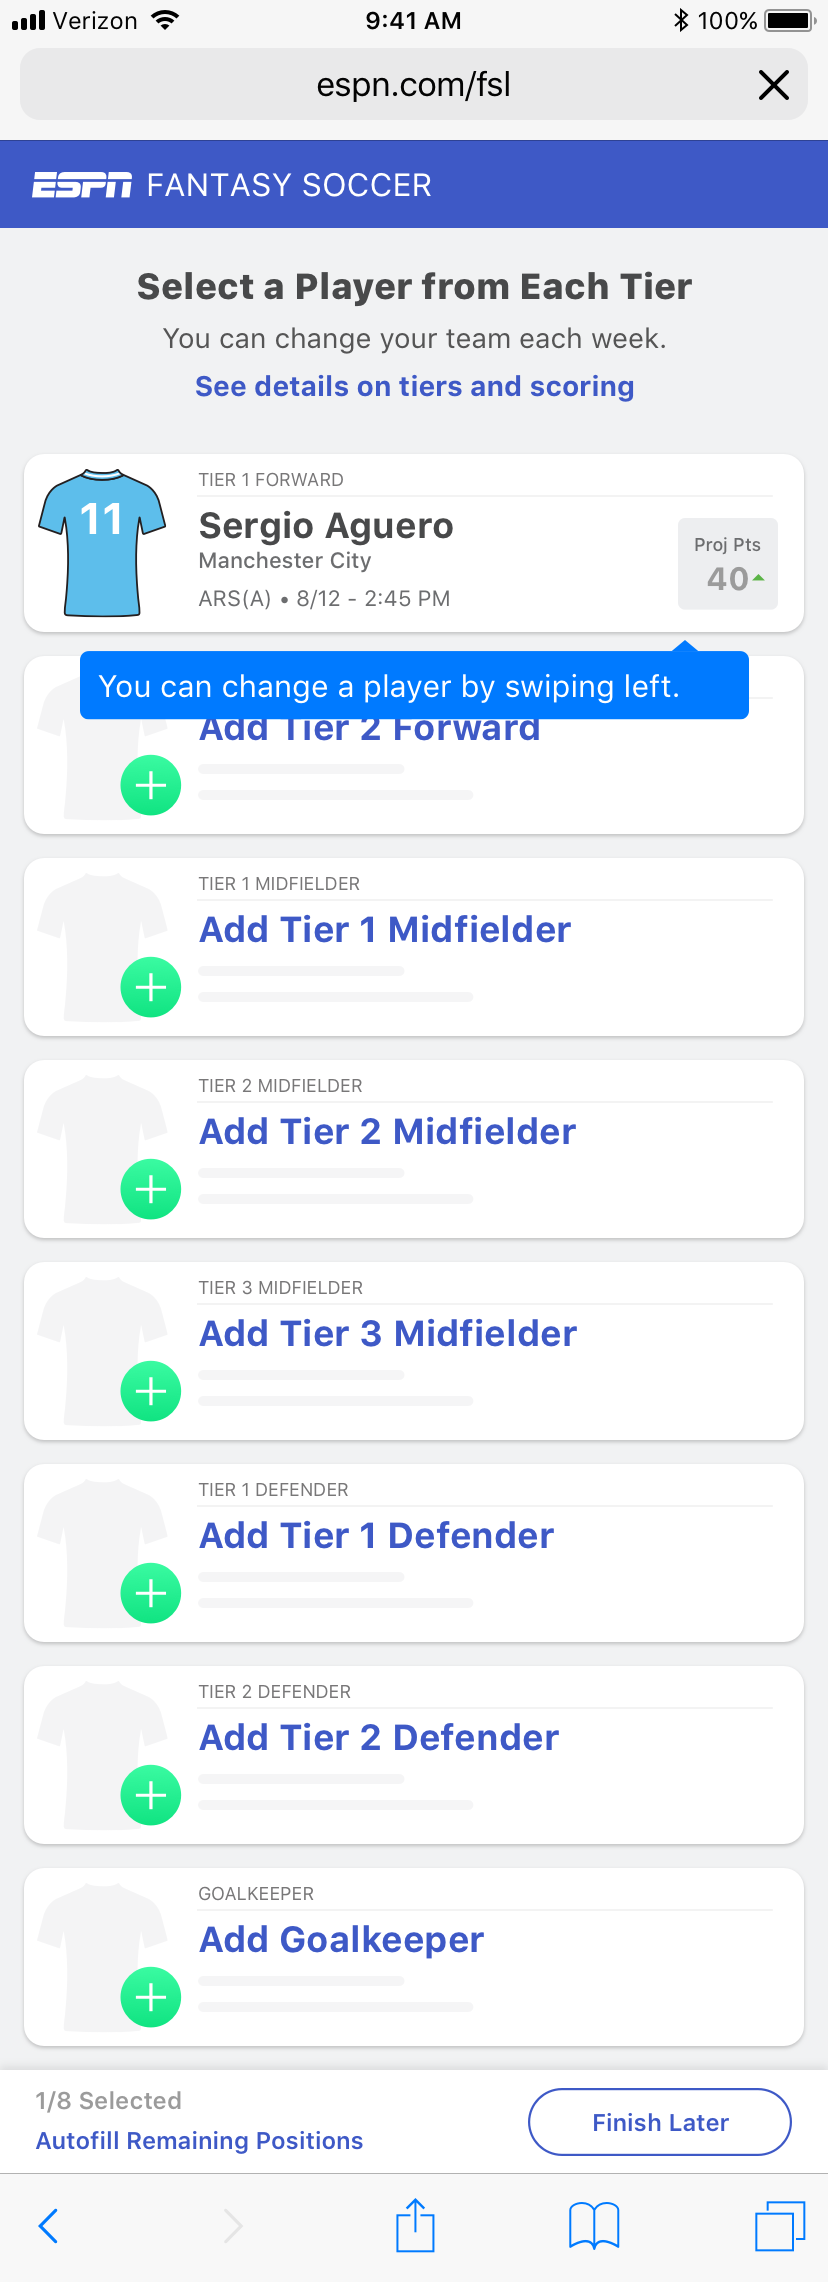 Verizon 9:41 AM 100%
espn.com/fsl
ESPN FANTASY SOCCER
Select a Player from Each Tier
You can change your team each week.
See details on tiers and scoring
TIER 1 FORWARD
11
Sergio Aguero
Manchester City
ARS(A) • 8/12 - 2:45 PM
Proj Pts
40
You can change a player by swiping left.
Add Tier 2 Forward
TIER 1 MIDFIELDER
Add Tier 1 Midfielder
TIER 2 MIDFIELDER
Add Tier 2 Midfielder
TIER 3 MIDFIELDER
Add Tier 3 Midfielder
TIER 1 DEFENDER
Add Tier 1 Defender
TIER 2 DEFENDER
Add Tier 2 Defender
GOALKEEPER
Add Goalkeeper
1/8 Selected
Autofill Remaining Positions
Finish Later